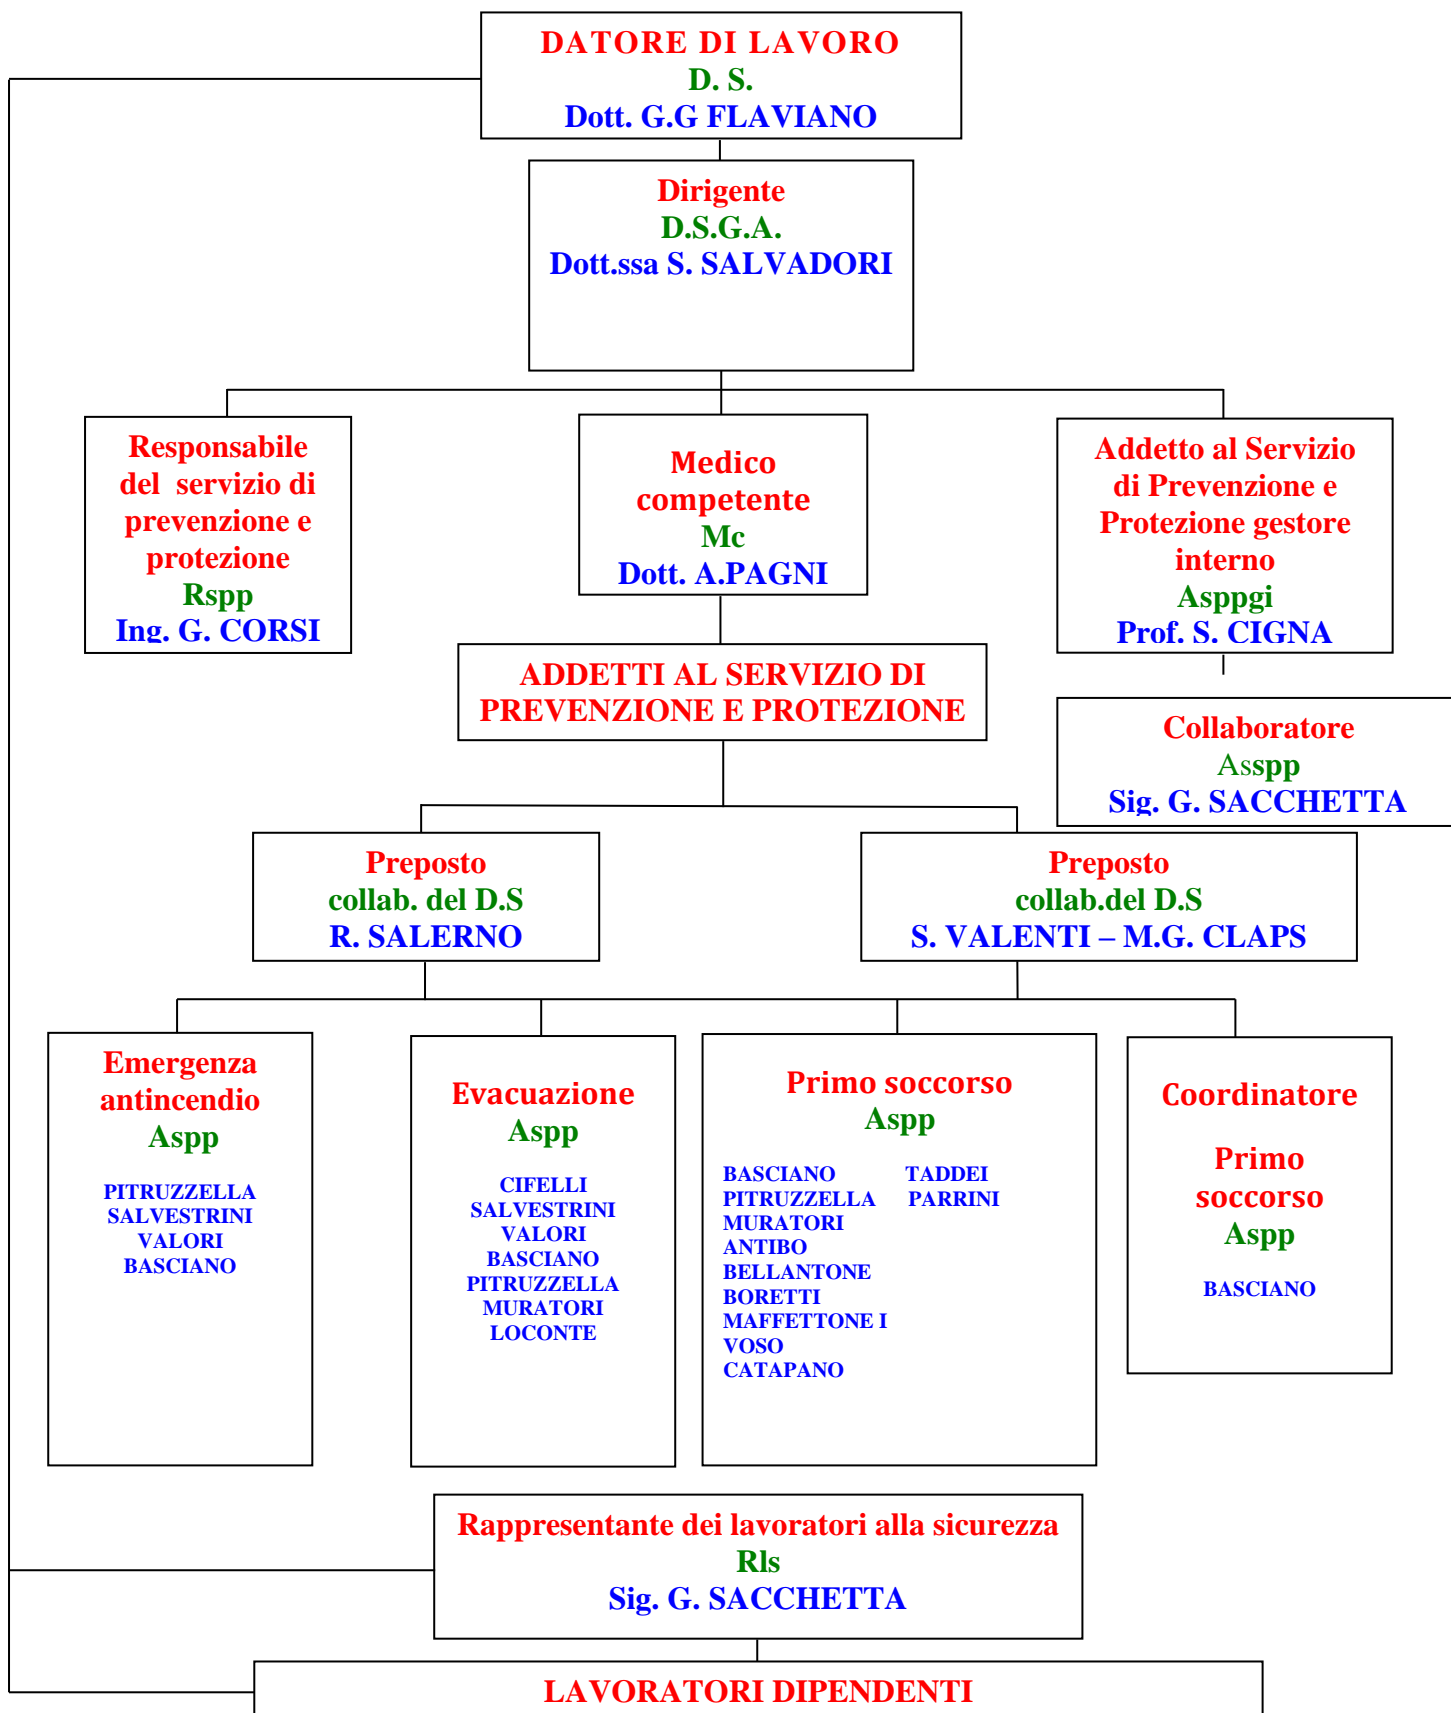 DATORE DI LAVORO
D. S.
Dott. G.G FLAVIANO
Dirigente
D.S.G.A.
Dott.ssa S. SALVADORI
Responsabile
del servizio di
prevenzione e
protezione
Rspp
Ing. G. CORSI
Medico
competente
Mc
Dott. A.PAGNI
Addetto al Servizio
di Prevenzione e
Protezione gestore
interno
Asppgi
Prof. S. CIGNA
ADDETTI AL SERVIZIO DI
PREVENZIONE E PROTEZIONE
Collaboratore
Asspp
Sig. G. SACCHETTA
Preposto
collab. del D.S
R. SALERNO
Preposto
collab.del D.S
S. VALENTI – M.G. CLAPS
Emergenza
antincendio
Aspp
PITRUZZELLA
SALVESTRINI
VALORI
BASCIANO
Evacuazione
Aspp
CIFELLI
SALVESTRINI
VALORI
BASCIANO
PITRUZZELLA
MURATORI
LOCONTE
Primo soccorso
Aspp
BASCIANO TADDEI
PITRUZZELLA PARRINI
MURATORI
ANTIBO
BELLANTONE
BORETTI
MAFFETTONE I
VOSO
CATAPANO
Coordinatore
Primo
soccorso
Aspp
BASCIANO
Rappresentante dei lavoratori alla sicurezza
Rls
Sig. G. SACCHETTA
LAVORATORI DIPENDENTI